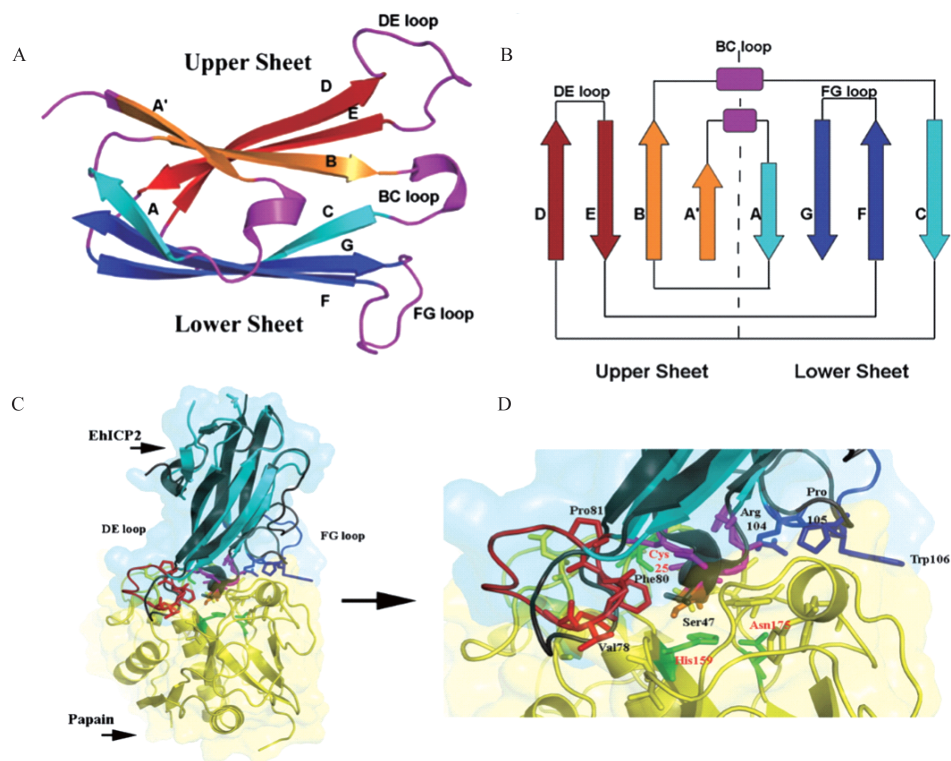 A
DE loop
Upper Sheet
D
A'
E
B
BC loop
A
C
G
F
Lower Sheet
FG loop
B
BC loop
DE loop
FG loop
D
E
B
A'
A
G
F
C
Upper Sheet
Lower Sheet
C
EhICP2
DE loop
FG loop
Papain
D
Pro81
Arg
104
Pro
105
Cys
25
Trp106
Phe80
Ser47
Asn175
Val78
His159